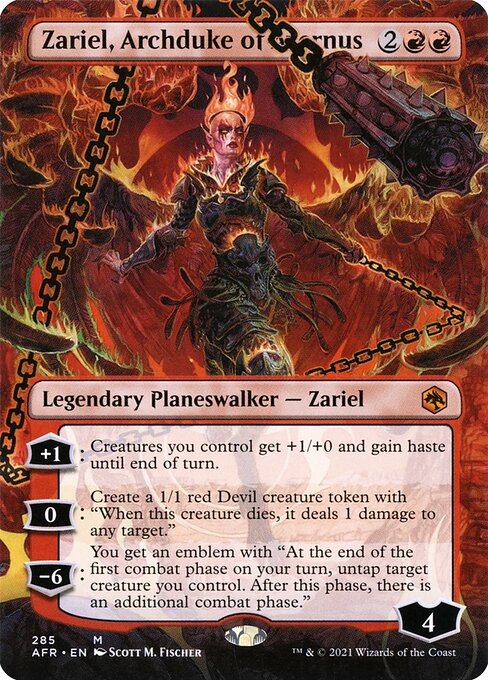 Zariel, Archduke of ernus 2
Legendary Planeswalker — Zariel
+1 : Creatures you control get +1/+0 and gain haste
until end of turn.
0 : Create a 1/1 red Devil creature token with
“When this creature dies, it deals 1 damage to
any target.”
-6 : You get an emblem with “At the end of the
first combat phase on your turn, untap target
creature you control. After this phase, there is
an additional combat phase.”
4
285 M
AFR • EN Scott M. Fischer ™ & © 2021 Wizards of the Coast